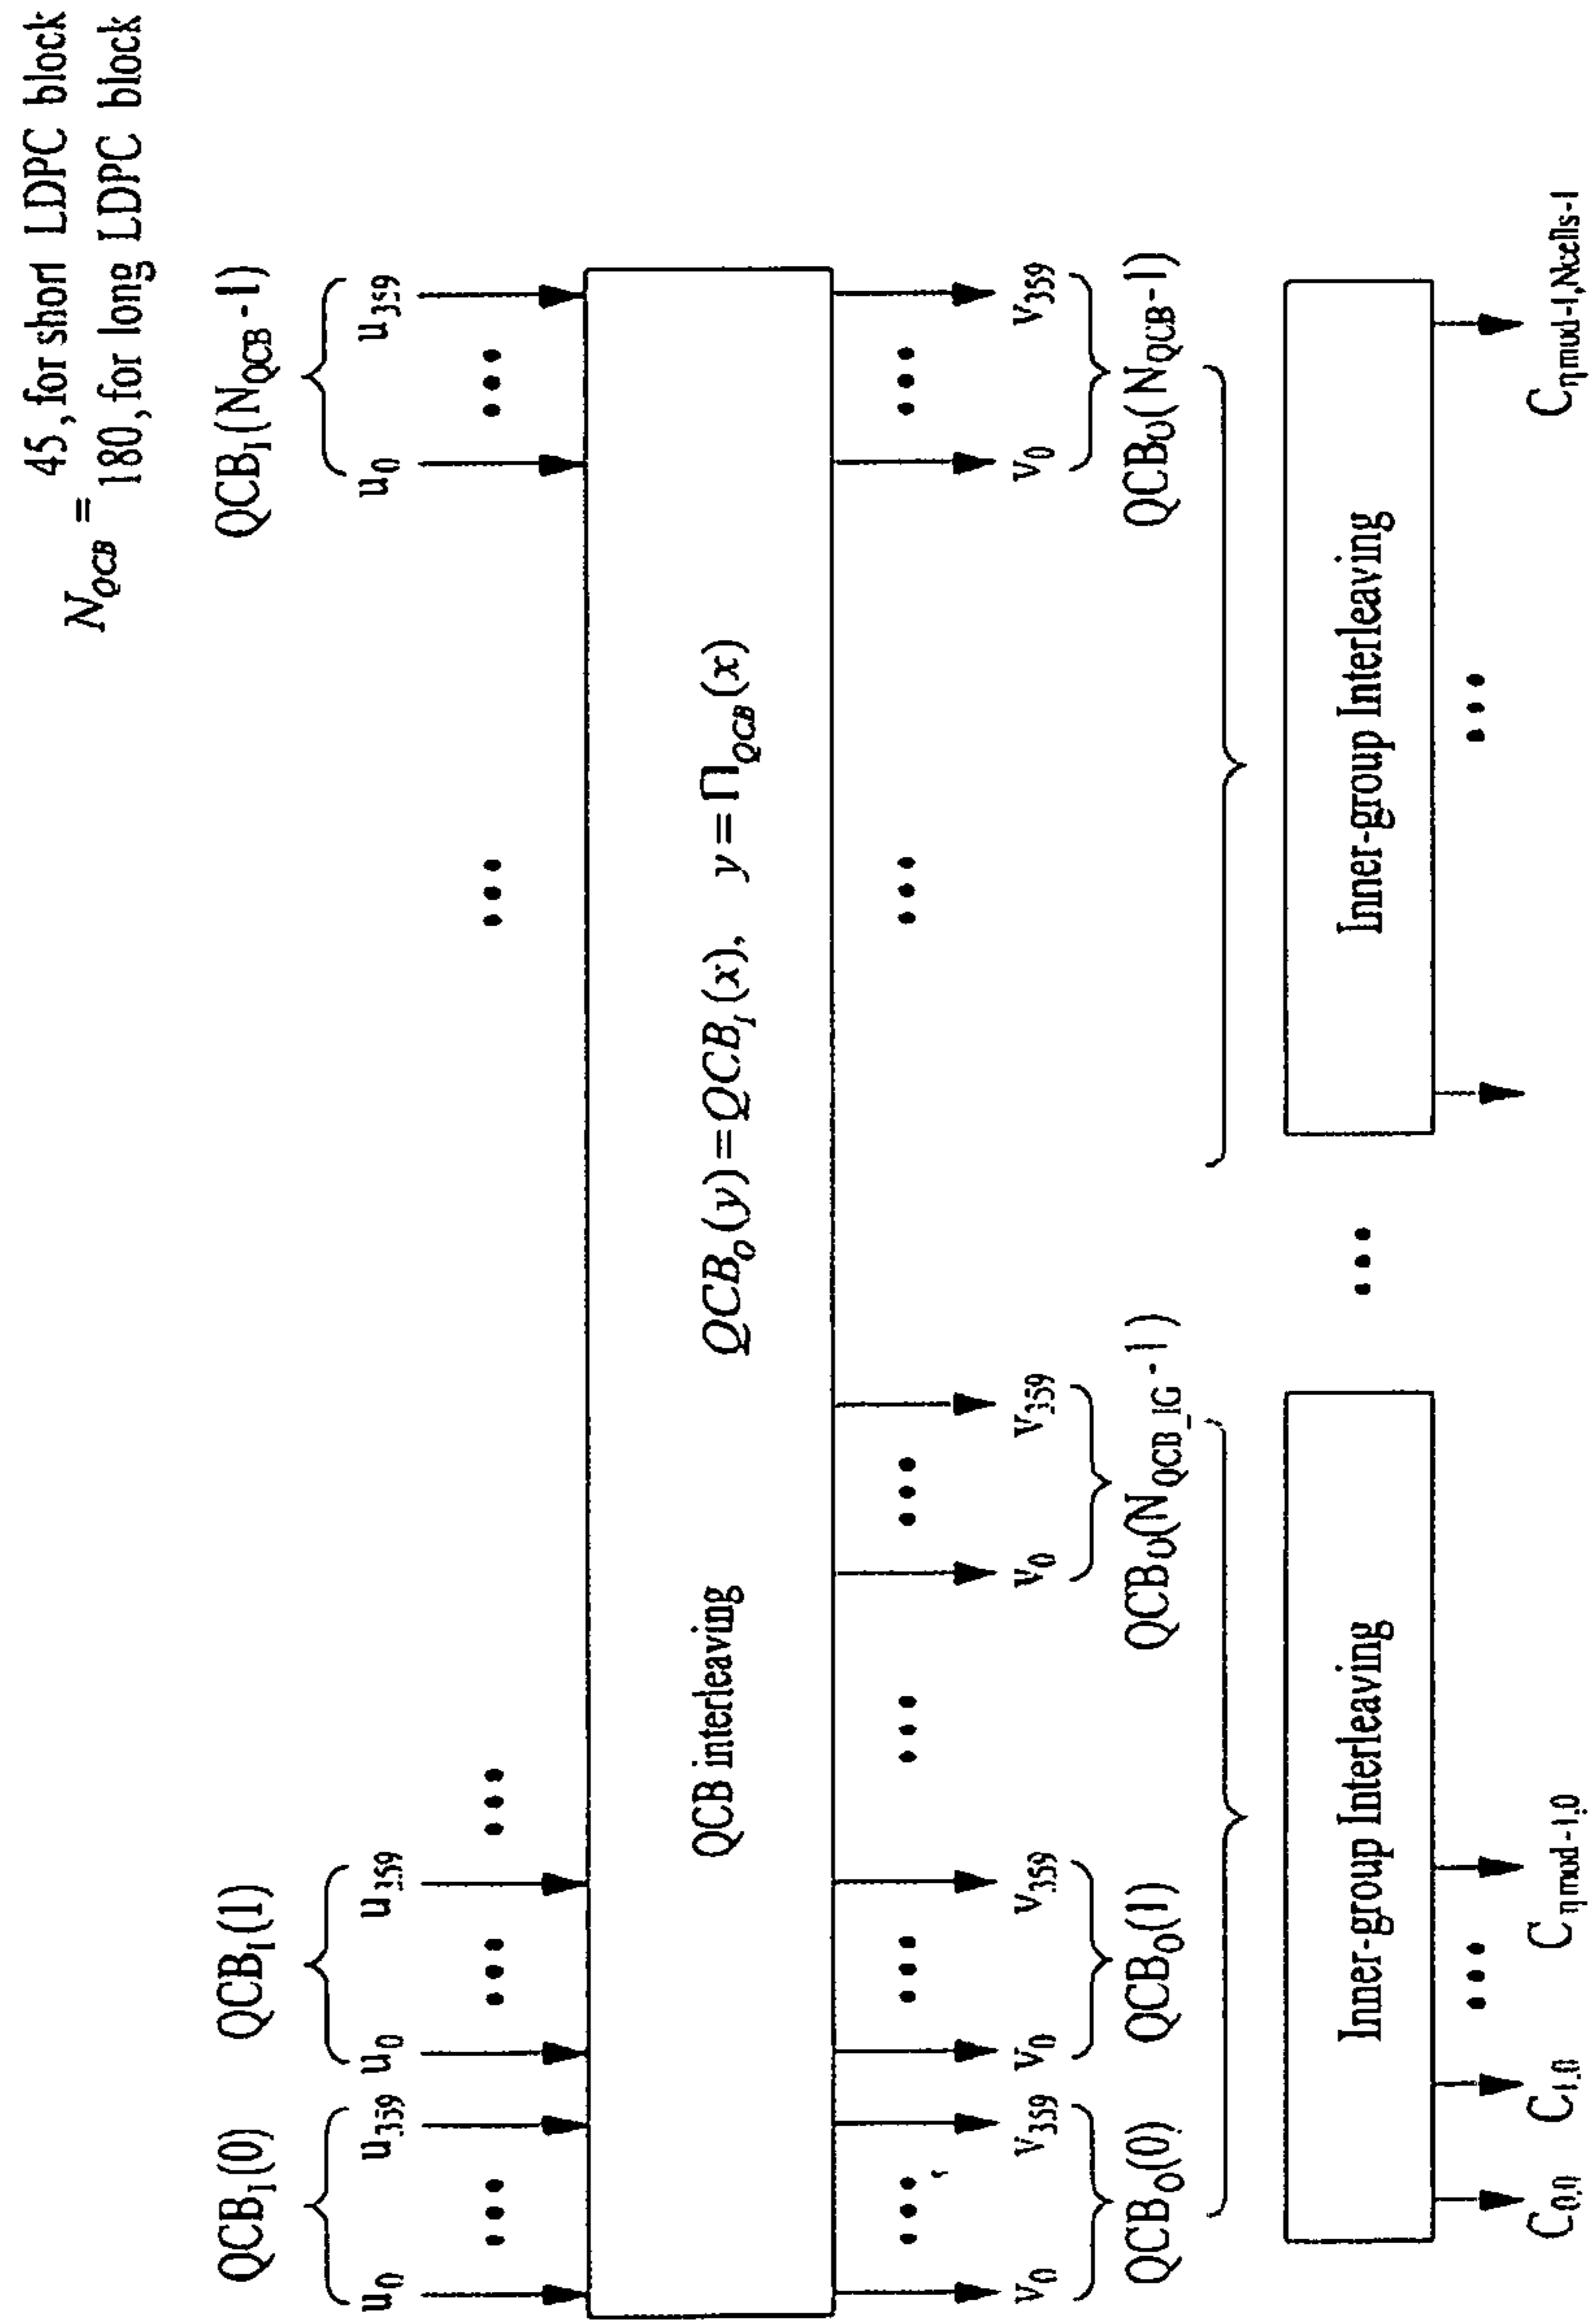 45, for short LDPC block
N_QCB =
180, for long LDPC block
QCB_I(0) QCB_I(1) QCB_I(N_QCB-1)
u_0 u_359 u_0 u_359 u_0 u_359
QCB interleaving QCB_O(y)=QCB_I(x), y=∏_QCB(x)
v_0 v_359 v_0 v_359 v_0 v_359 v_0 v_359
QCB_O(0) QCB_O(1) QCB_O(N_QCB_IG-1) QCB_O(N_QCB-1)
Inner-group Interleaving Inner-group Interleaving
C_0,0 C_1,0 C_ηmod-1,0 C_ηmod-1,Ncells-1